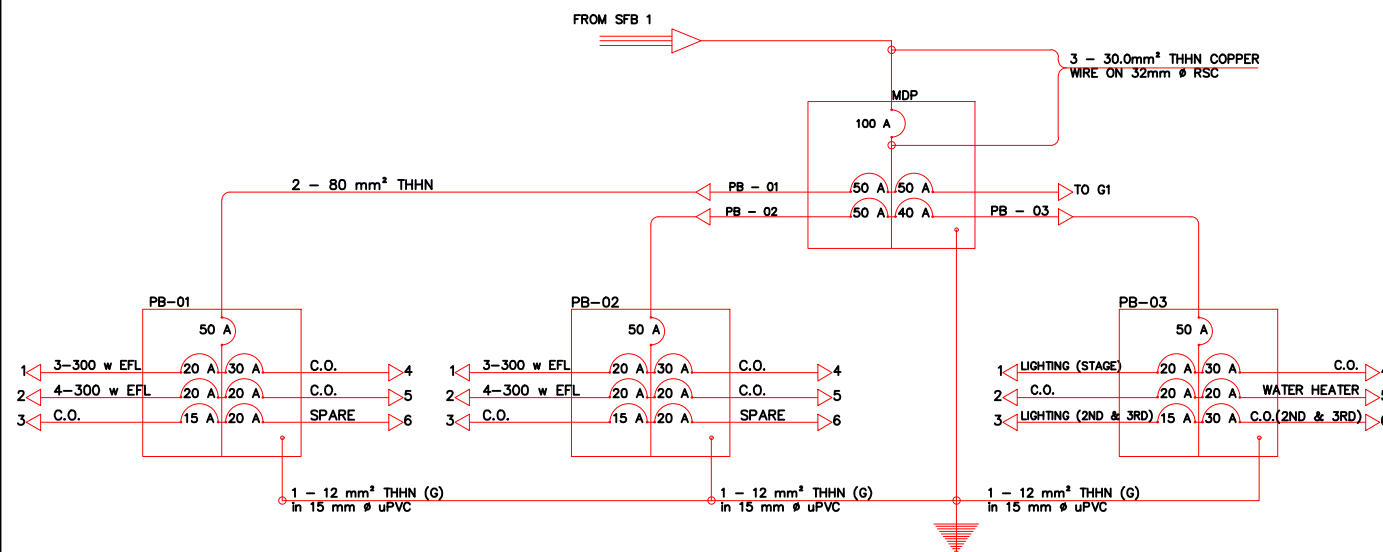 FROM SFB 1
3 – 30.0mm² THHN COPPER
WIRE ON 32mm ø RSC
MDP
100 A
2 – 80 mm² THHN
PB – 01
50 A
50 A
TO G1
PB – 02
50 A
40 A
PB – 03
PB–01
50 A
1
3–300 w EFL
20 A
30 A
C.O.
4
2
4–300 w EFL
20 A
20 A
C.O.
5
3
C.O.
15 A
20 A
SPARE
6
PB–02
50 A
1
3–300 w EFL
20 A
30 A
C.O.
4
2
4–300 w EFL
20 A
20 A
C.O.
5
3
C.O.
15 A
20 A
SPARE
6
PB–03
50 A
1
LIGHTING (STAGE)
20 A
30 A
C.O.
4
2
C.O.
20 A
20 A
WATER HEATER
5
3
LIGHTING (2ND & 3RD)
15 A
30 A
C.O.(2ND & 3RD)
6
1 – 12 mm² THHN (G)
in 15 mm ø uPVC
1 – 12 mm² THHN (G)
in 15 mm ø uPVC
1 – 12 mm² THHN (G)
in 15 mm ø uPVC